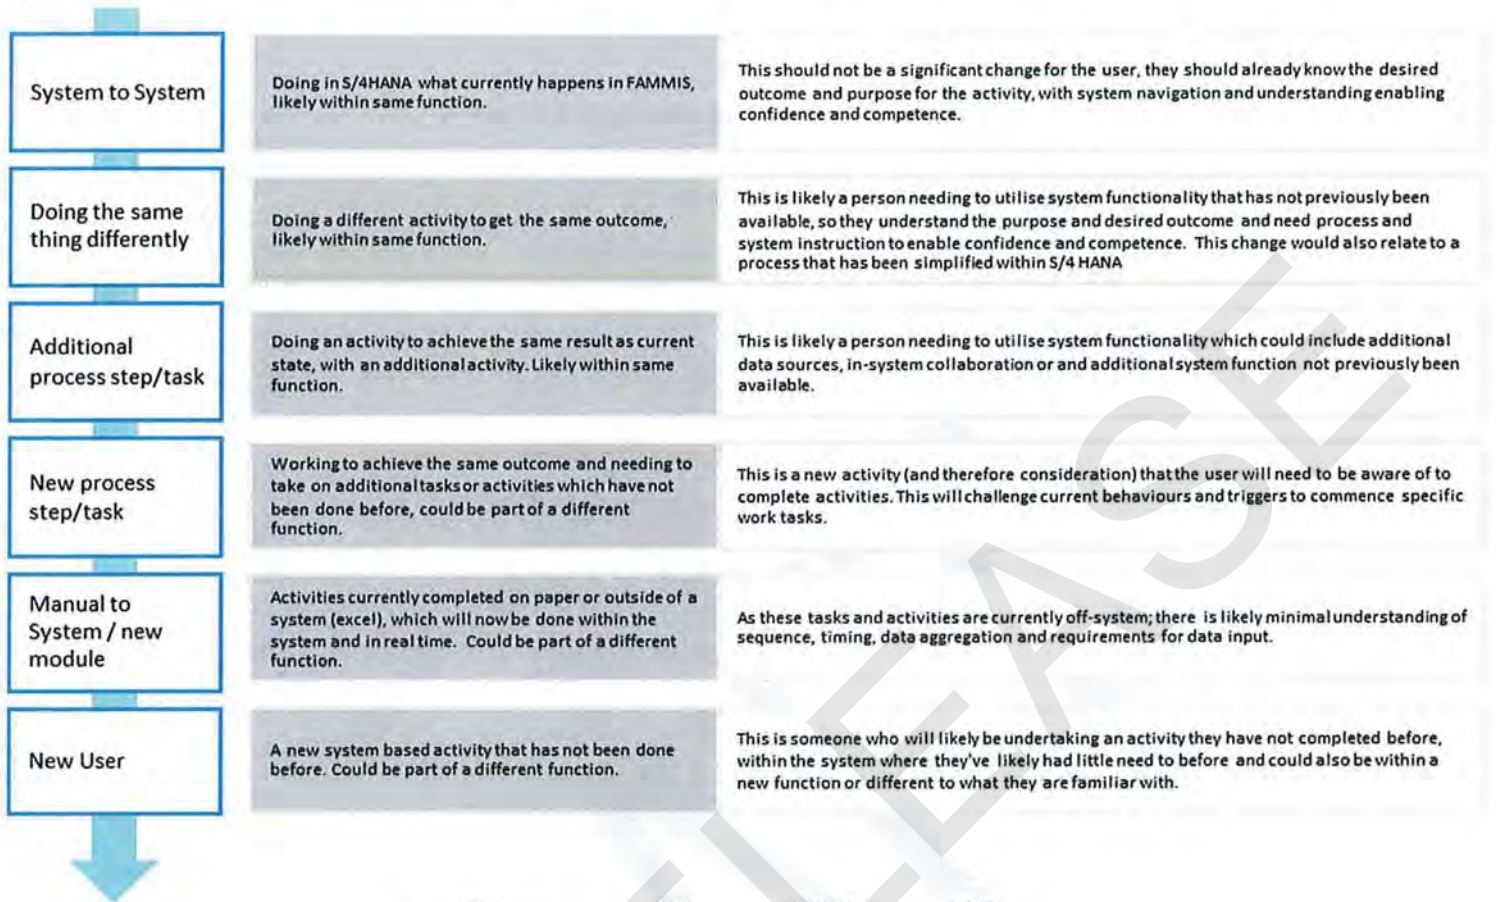 System to System
Doing in S/4HANA what currently happens in FAMMIS,
likely within same function.
This should not be a significant change for the user, they should already know the desired
outcome and purpose for the activity, with system navigation and understanding enabling
confidence and competence.
Doing the same
thing differently
Doing a different activity to get the same outcome,
likely within same function.
This is likely a person needing to utilise system functionality that has not previously been
available, so they understand the purpose and desired outcome and need process and
system instruction to enable confidence and competence. This change would also relate to a
process that has been simplified within S/4 HANA
Additional
process step/task
Doing an activity to achieve the same result as current
state, with an additional activity. Likely within same
function.
This is likely a person needing to utilise system functionality which could include additional
data sources, in-system collaboration or and additional system function not previously been
available.
New process
step/task
Working to achieve the same outcome and needing to
take on additional tasks or activities which have not
been done before, could be part of a different
function.
This is a new activity (and therefore consideration) that the user will need to be aware of to
complete activities. This will challenge current behaviours and triggers to commence specific
work tasks.
Manual to
System / new
module
Activities currently completed on paper or outside of a
system (excel), which will now be done within the
system and in real time. Could be part of a different
function.
As these tasks and activities are currently off-system; there is likely minimal understanding of
sequence, timing, data aggregation and requirements for data input.
New User
A new system based activity that has not been done
before. Could be part of a different function.
This is someone who will likely be undertaking an activity they have not completed before,
within the system where they've likely had little need to before and could also be within a
new function or different to what they are familiar with.
ELEASE